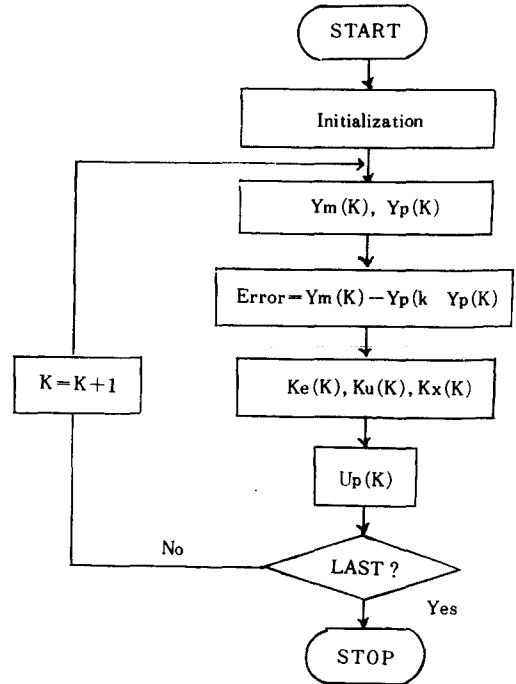 START
Initialization
Ym(K), Yp(K)
Error=Ym(K)-Yp(k Yp(K)
K=K+1
Ke(K), Ku(K), Kx(K)
Up(K)
No
LAST?
Yes
STOP